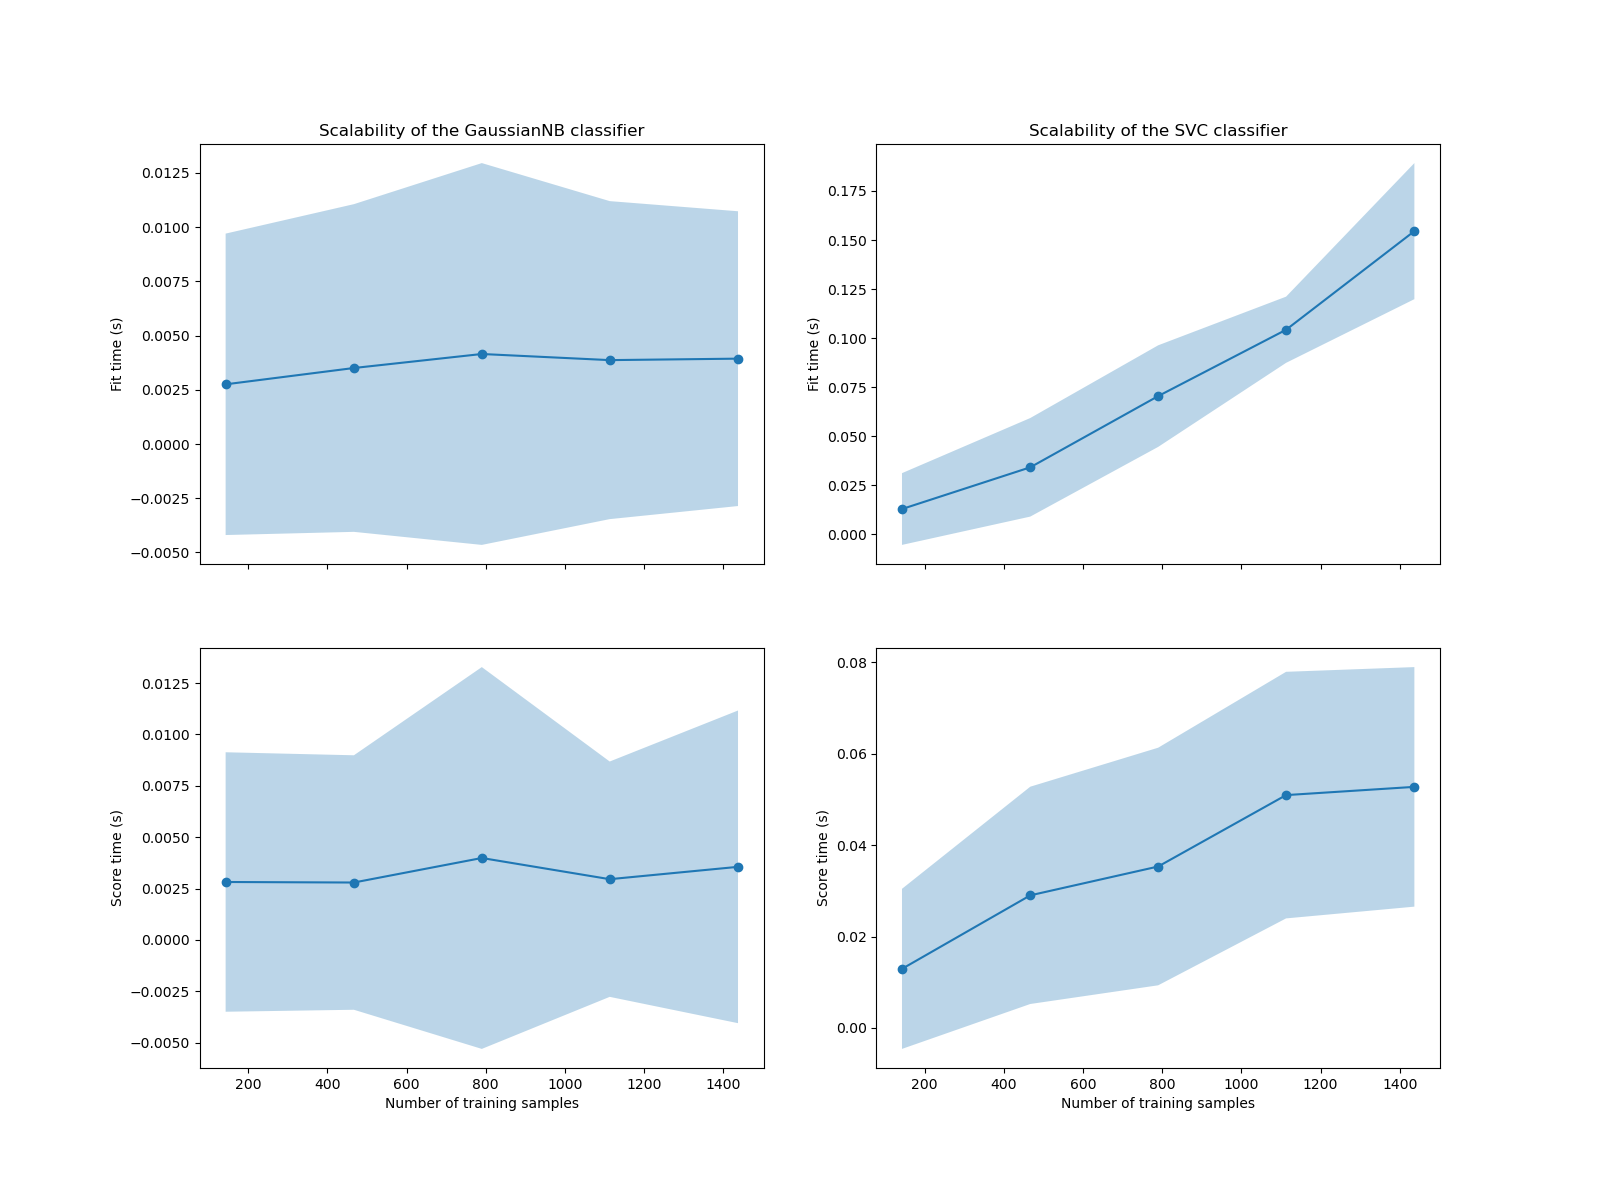 Scalability of the GaussianNB classifier
Fit time (s)
0.0125
0.0100
0.0075
0.0050
0.0025
0.0000
−0.0025
−0.0050
Scalability of the SVC classifier
Fit time (s)
0.175
0.150
0.125
0.100
0.075
0.050
0.025
0.000
Score time (s)
0.0125
0.0100
0.0075
0.0050
0.0025
0.0000
−0.0025
−0.0050
200 400 600 800 1000 1200 1400
Number of training samples
Score time (s)
0.08
0.06
0.04
0.02
0.00
200 400 600 800 1000 1200 1400
Number of training samples